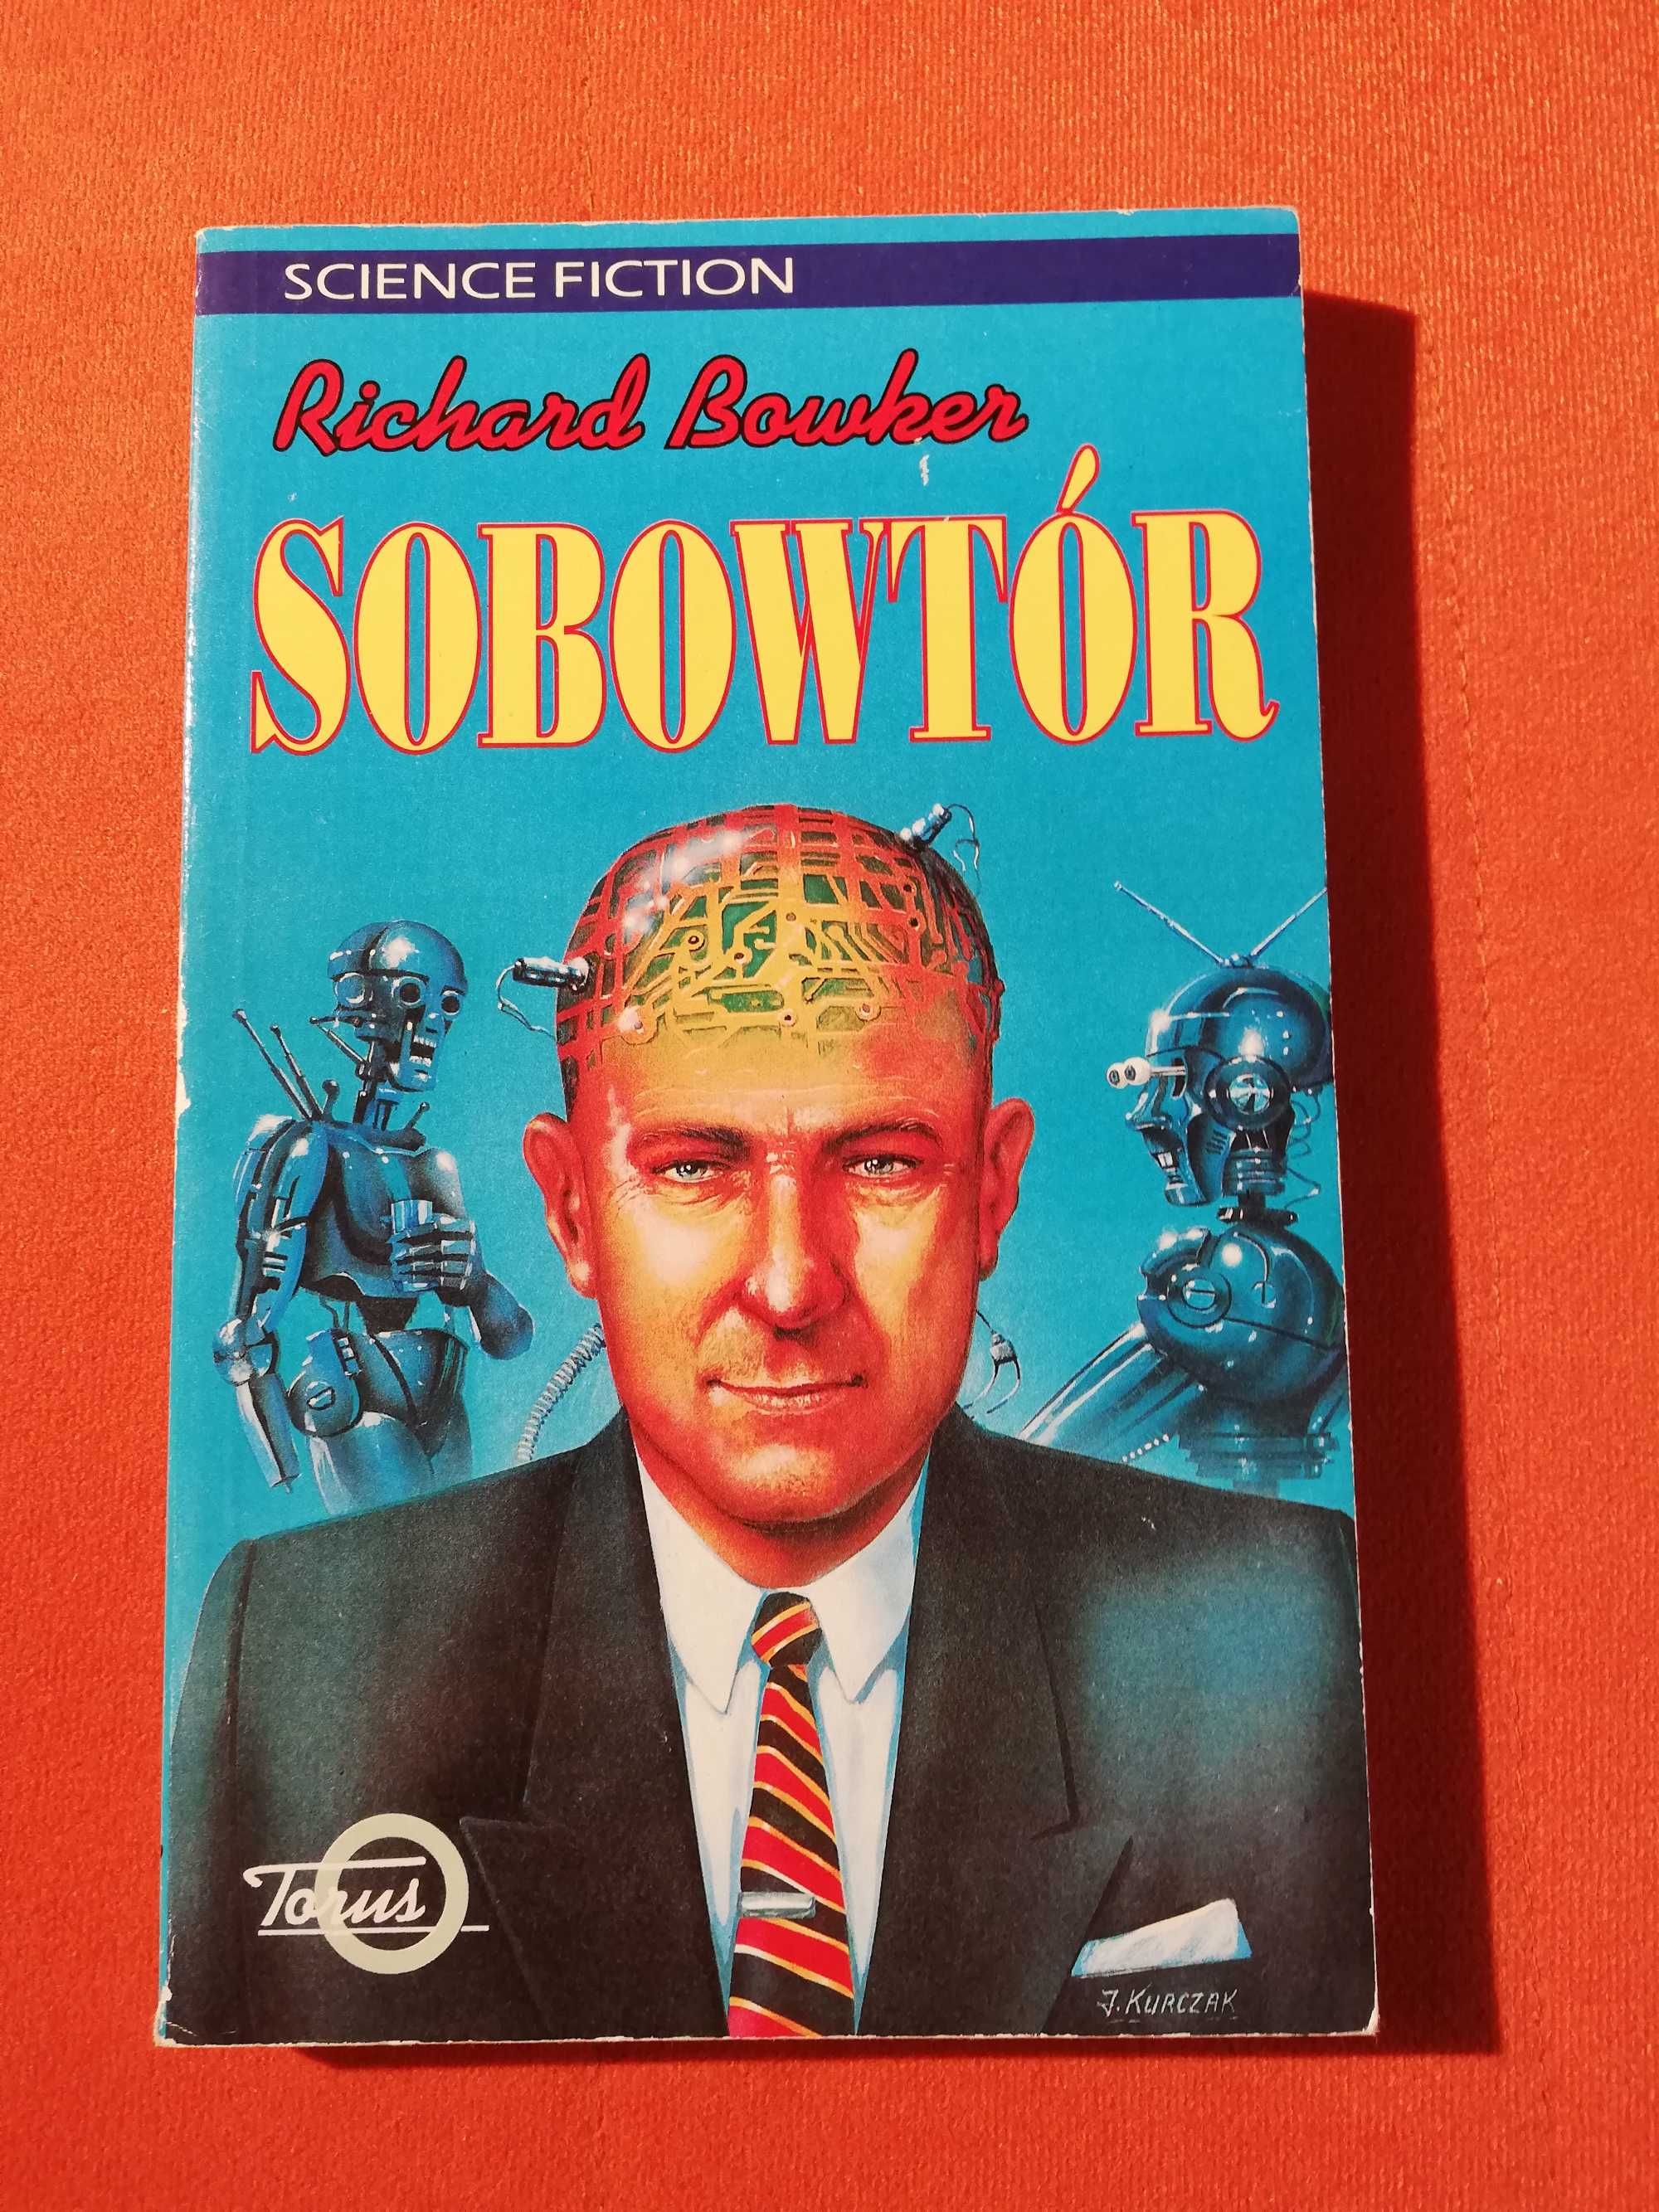 SCIENCE FICTION
Richard Bowker
SOBOWTÓR
Torus
J. KURCZAK